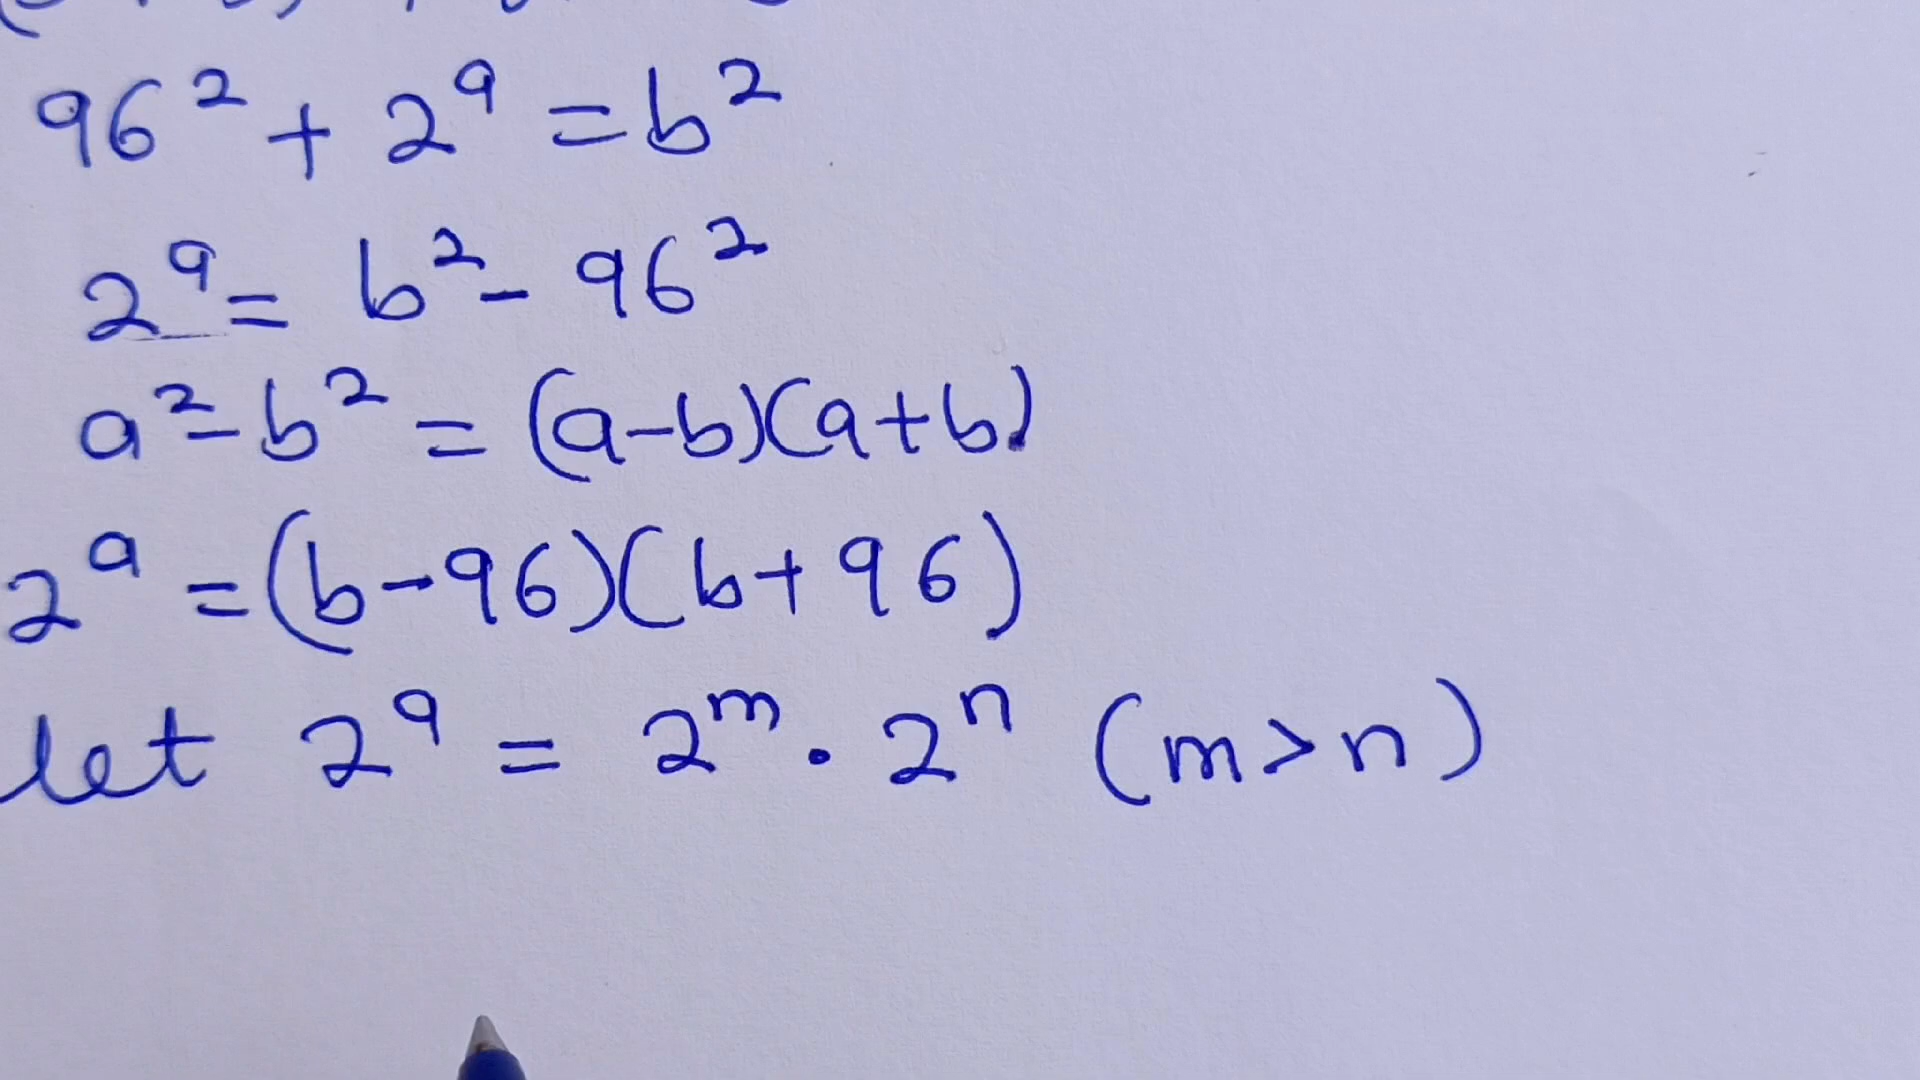 96² + 2ᵃ = b²
2ᵃ = b² - 96²
a² - b² = (a-b)(a+b)
2ᵃ = (b-96)(b+96)
let 2ᵃ = 2ᵐ · 2ⁿ (m>n)